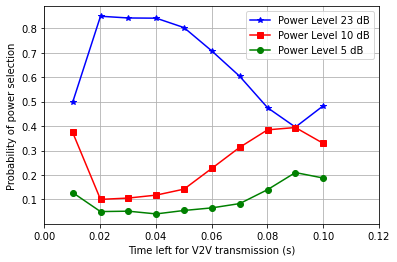 Power Level 23 dB
Power Level 10 dB
Power Level 5 dB
Probability of power selection
0.8
0.7
0.6
0.5
0.4
0.3
0.2
0.1
0.00 0.02 0.04 0.06 0.08 0.10 0.12
Time left for V2V transmission (s)